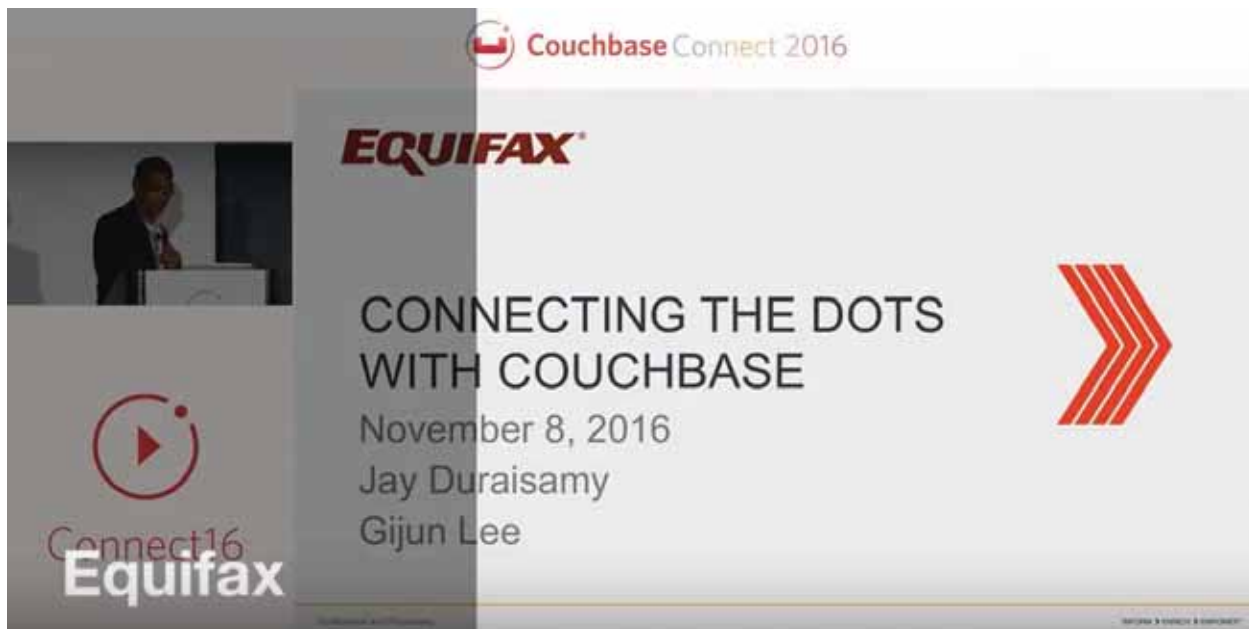 Couchbase Connect 2016
EQUIFAX®
CONNECTING THE DOTS
WITH COUCHBASE
November 8, 2016
Jay Duraisamy
Gijun Lee
Connect16
Equifax